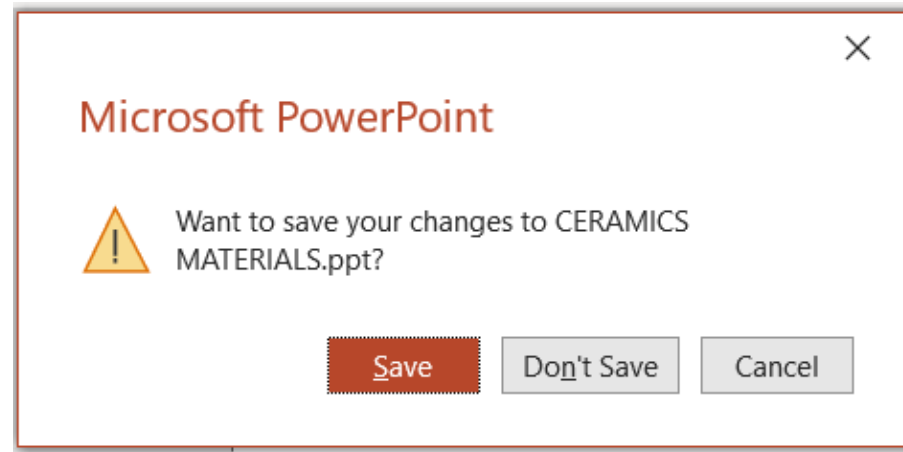 Microsoft PowerPoint
Want to save your changes to CERAMICS
MATERIALS.ppt?
Save Don't Save Cancel